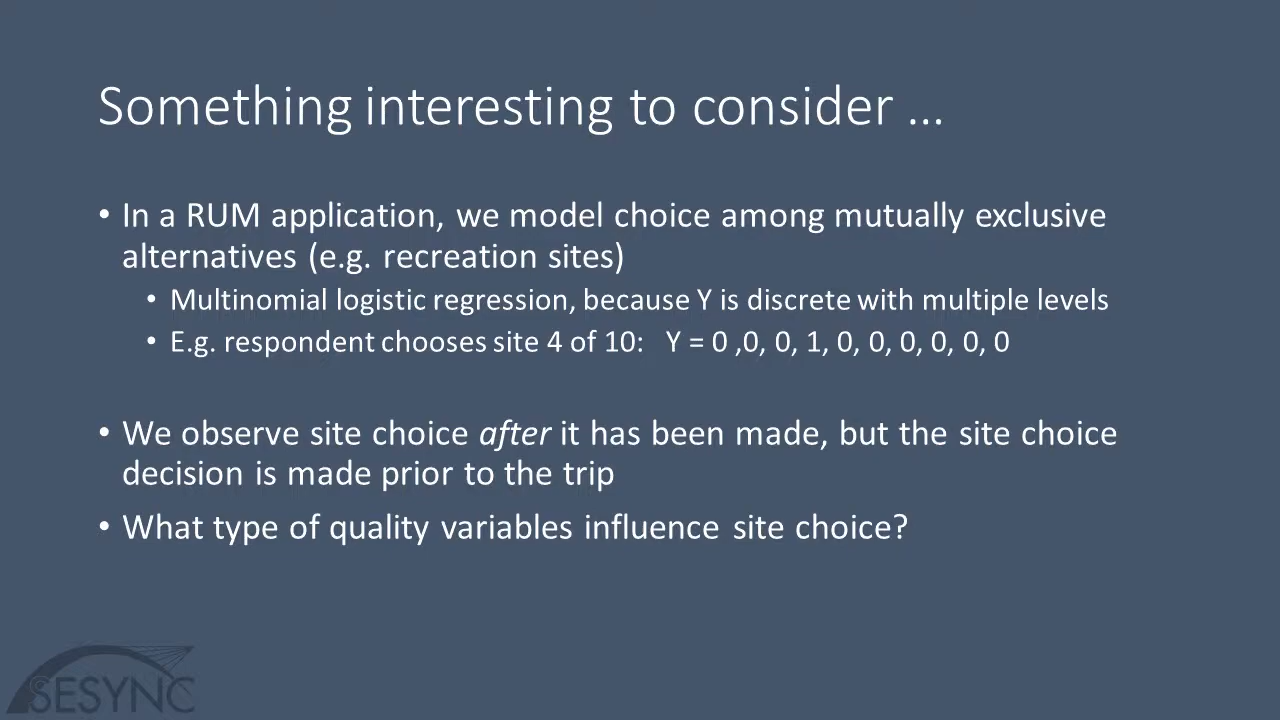 Something interesting to consider ...
• In a RUM application, we model choice among mutually exclusive
alternatives (e.g. recreation sites)
• Multinomial logistic regression, because Y is discrete with multiple levels
• E.g. respondent chooses site 4 of 10: Y = 0 ,0, 0, 1, 0, 0, 0, 0, 0, 0
• We observe site choice after it has been made, but the site choice
decision is made prior to the trip
• What type of quality variables influence site choice?
SESYNC